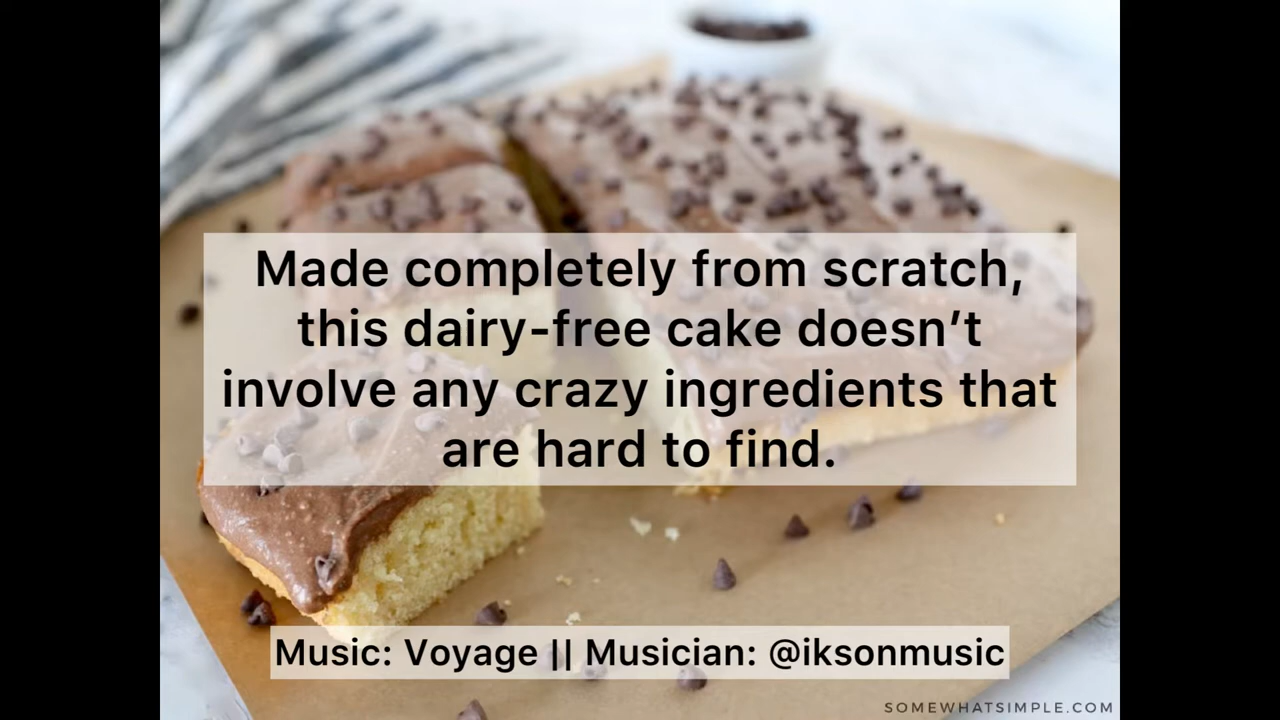 Made completely from scratch,
this dairy-free cake doesn’t
involve any crazy ingredients that
are hard to find.
Music: Voyage || Musician: @iksonmusic
SOMEWHATSIMPLE.COM